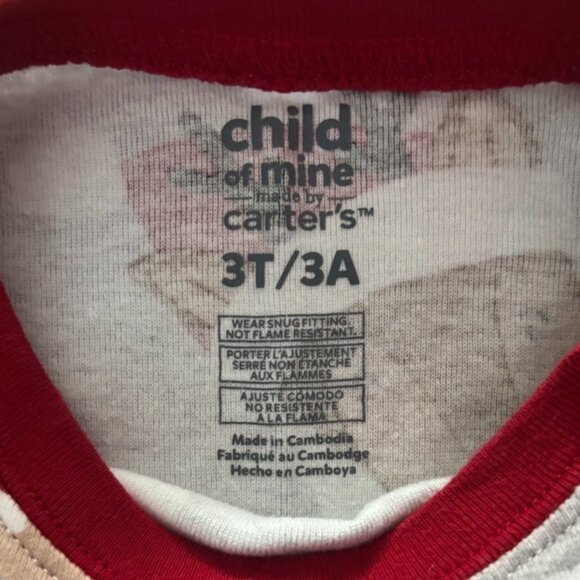 child
of mine
made by
carter's™
3T/3A
WEAR SNUG FITTING.
NOT FLAME RESISTANT.
PORTER L'AJUSTEMENT
SERRÉ NON ÉTANCHE
AUX FLAMMES
AJUSTE CÓMODO
NO RESISTENTE
A LA FLAMA
Made in Cambodia
Fabriqué au Cambodge
Hecho en Camboya